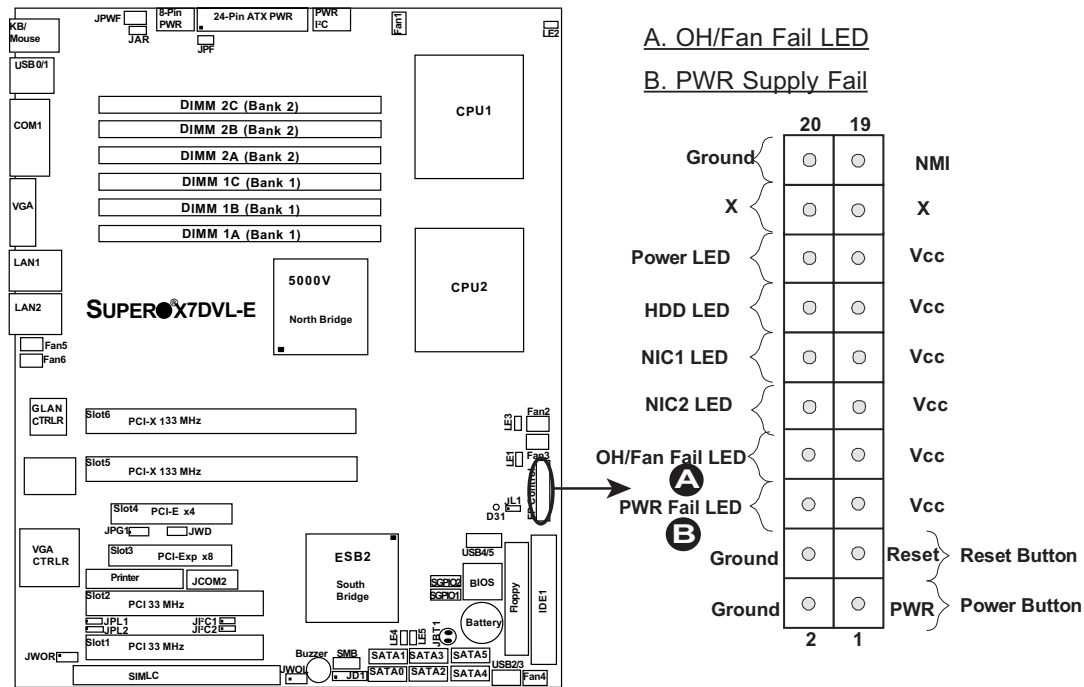 KB/
Mouse
JPWF
JAR
8-Pin
PWR
24-Pin ATX PWR
PWR
I²C
JPF
Fan1
LE2
USB0/1
COM1
VGA
LAN1
LAN2
DIMM 2C (Bank 2)
DIMM 2B (Bank 2)
DIMM 2A (Bank 2)
DIMM 1C (Bank 1)
DIMM 1B (Bank 1)
DIMM 1A (Bank 1)
CPU1
CPU2
5000V
North Bridge
SUPER®X7DVL-E
Fan5
Fan6
GLAN
CTRLR
Slot6
PCI-X 133 MHz
Slot5
PCI-X 133 MHz
LE3
Fan2
LE1
Fan3
FP Control
JL1
D31
Slot4
PCI-E x4
JPG1
JWD
VGA
CTRLR
Slot3
PCI-Exp x8
Printer
JCOM2
Slot2
PCI 33 MHz
JPL1
JPL2
JI²C1
JI²C2
Slot1
PCI 33 MHz
JWOR
SIMLC
ESB2
South
Bridge
USB4/5
SGPIO2
SGPIO1
BIOS
Floppy
IDE1
Battery
LE4
LE5
JBT1
Buzzer
SMB
JWOL
JD1
SATA1
SATA3
SATA5
SATA0
SATA2
SATA4
USB2/3
Fan4
A. OH/Fan Fail LED
B. PWR Supply Fail
20 19
Ground NMI
X X
Power LED Vcc
HDD LED Vcc
NIC1 LED Vcc
NIC2 LED Vcc
OH/Fan Fail LED Vcc
A
PWR Fail LED Vcc
B
Ground Reset Reset Button
Ground PWR Power Button
2 1